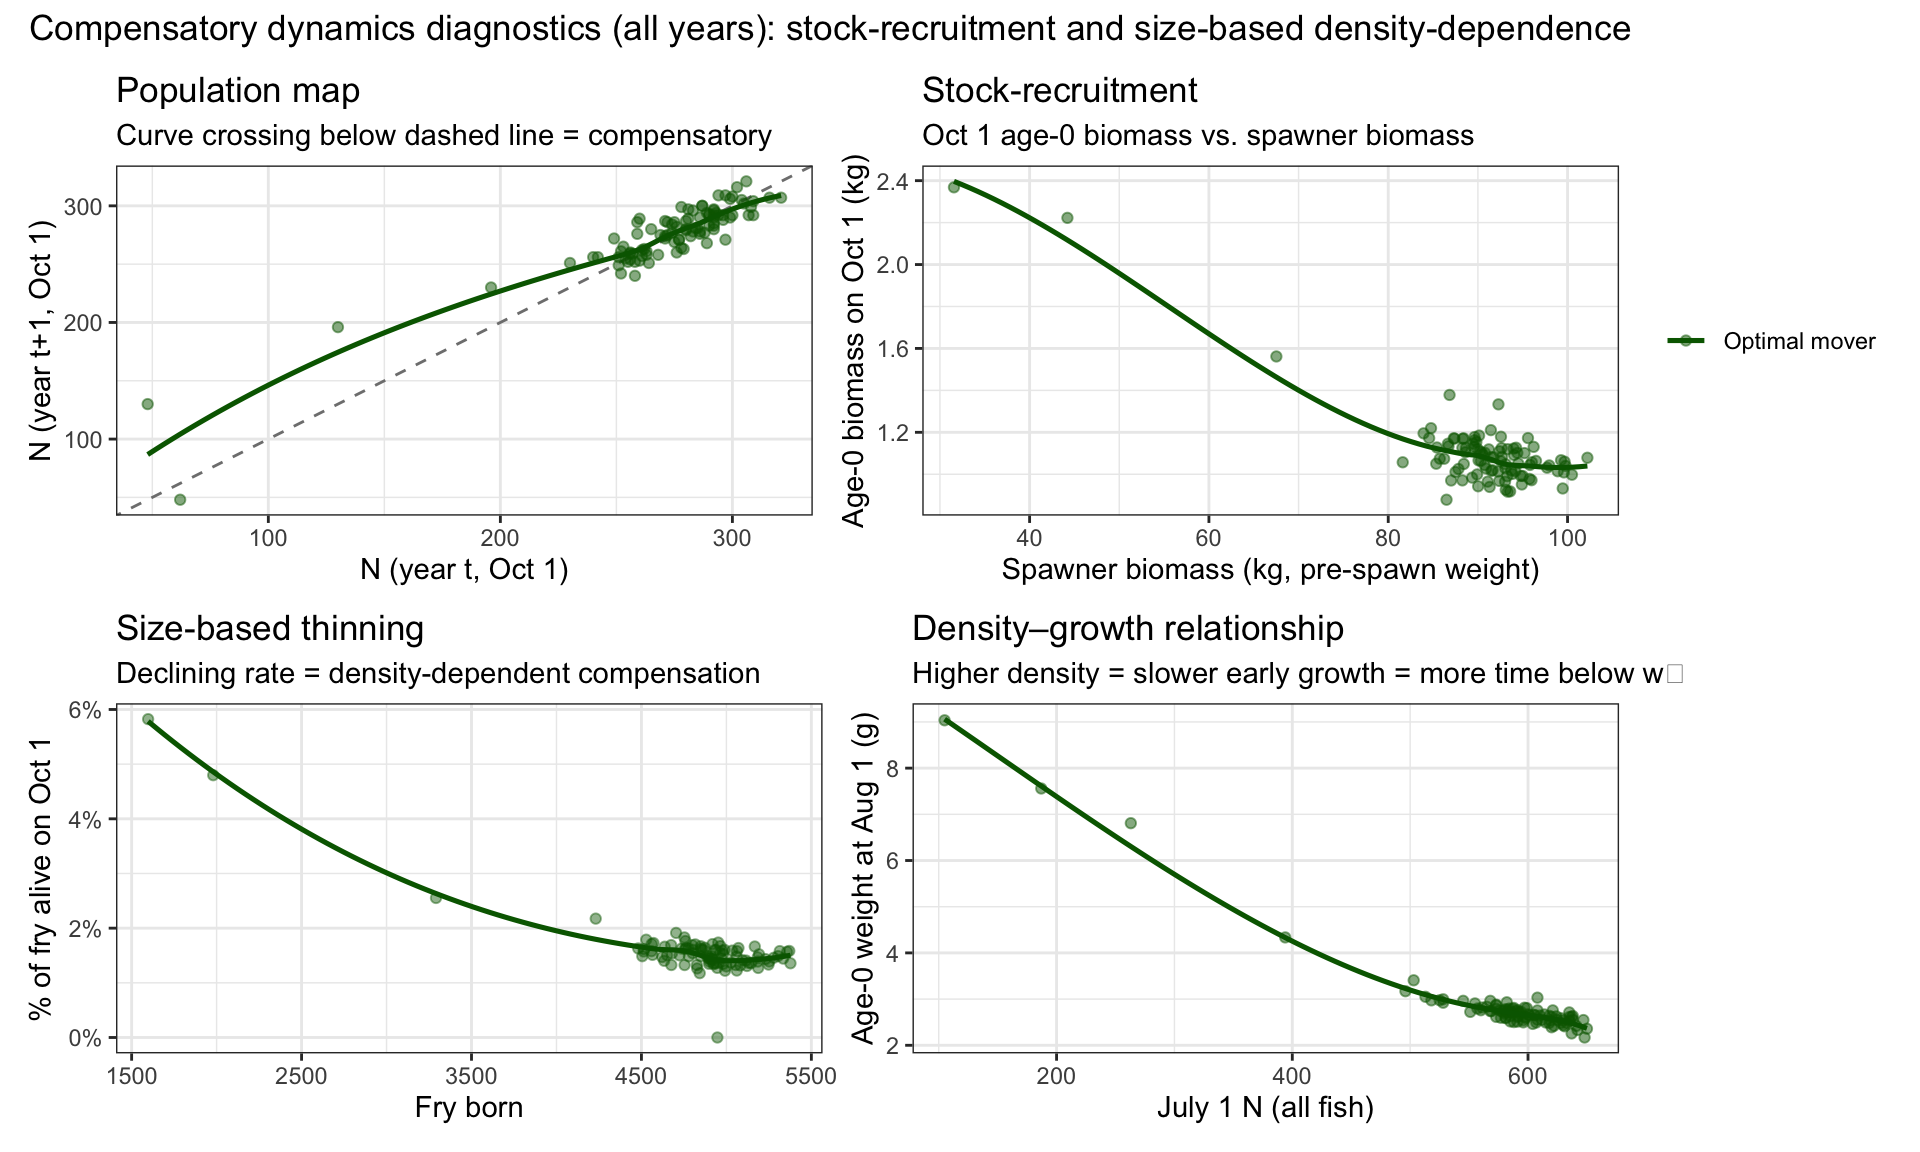 Compensatory dynamics diagnostics (all years): stock-recruitment and size-based density-dependence
Population map
Curve crossing below dashed line = compensatory
N (year t+1, Oct 1)
300
200
100
100
200
300
N (year t, Oct 1)
Stock-recruitment
Oct 1 age-0 biomass vs. spawner biomass
Age-0 biomass on Oct 1 (kg)
2.4
2.0
1.6
1.2
40
60
80
100
Spawner biomass (kg, pre-spawn weight)
Optimal mover
Size-based thinning
Declining rate = density-dependent compensation
% of fry alive on Oct 1
6%
4%
2%
0%
1500
2500
3500
4500
5500
Fry born
Density–growth relationship
Higher density = slower early growth = more time below w□
Age-0 weight at Aug 1 (g)
8
6
4
2
200
400
600
July 1 N (all fish)